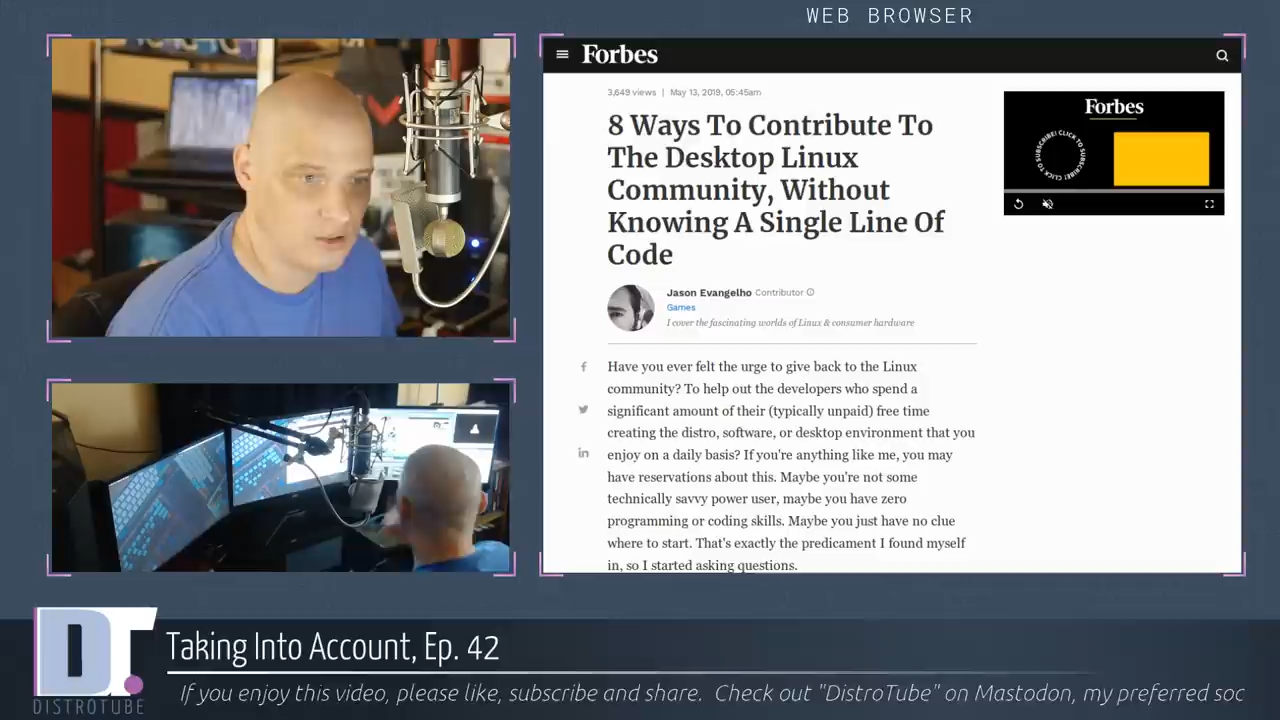 WEB BROWSER
Forbes
3,649 views | May 13, 2019, 05:45am
8 Ways To Contribute To
The Desktop Linux
Community, Without
Knowing A Single Line Of
Code
Forbes
CLICK TO SUBSCRIBE!
Jason Evangelho Contributor
Games
I cover the fascinating worlds of Linux & consumer hardware
Have you ever felt the urge to give back to the Linux
community? To help out the developers who spend a
significant amount of their (typically unpaid) free time
creating the distro, software, or desktop environment that you
enjoy on a daily basis? If you're anything like me, you may
have reservations about this. Maybe you're not some
technically savvy power user, maybe you have zero
programming or coding skills. Maybe you just have no clue
where to start. That's exactly the predicament I found myself
in, so I started asking questions.
DT
DISTROTUBE
Taking Into Account, Ep. 42
If you enjoy this video, please like, subscribe and share. Check out "DistroTube" on Mastodon, my preferred soc